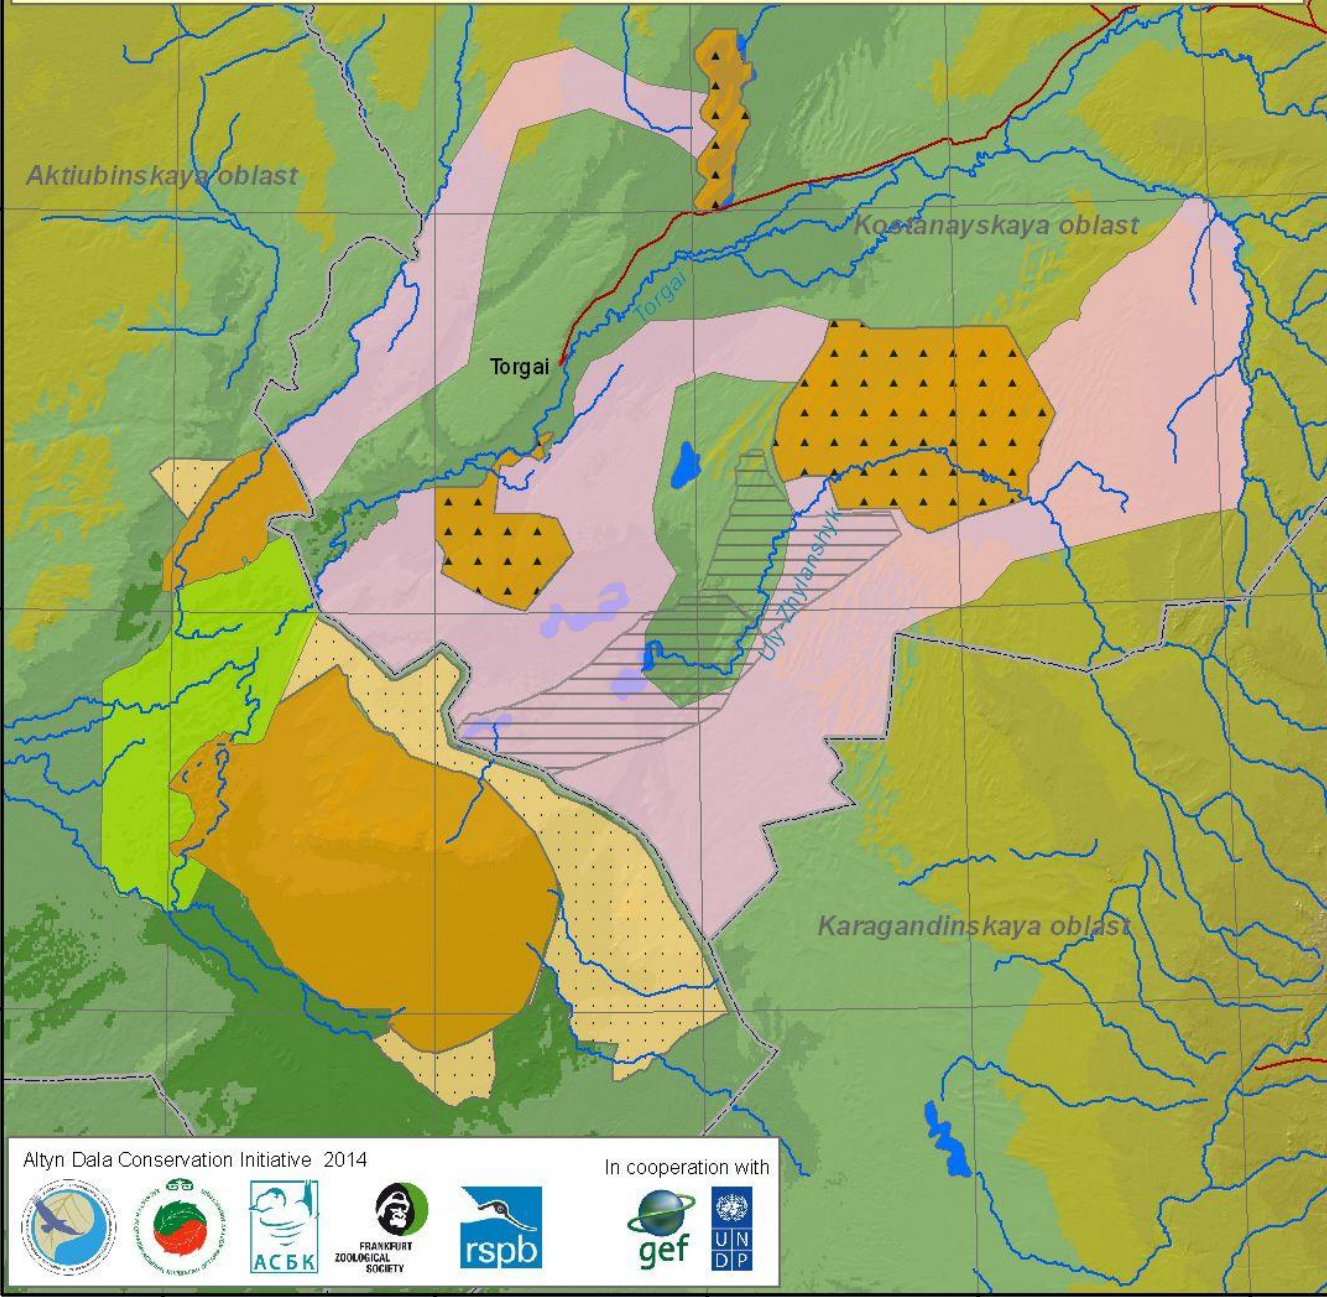 Aktiubinskaya oblast
Kostanayskaya oblast
Torgai
Torgai
Uly-Zhylanshyk
Karagandinskaya oblast
Altyn Dala Conservation Initiative 2014
In cooperation with
АСБК
FRANKFURT
ZOOLOGICAL
SOCIETY
rspb
gef
U N
D P